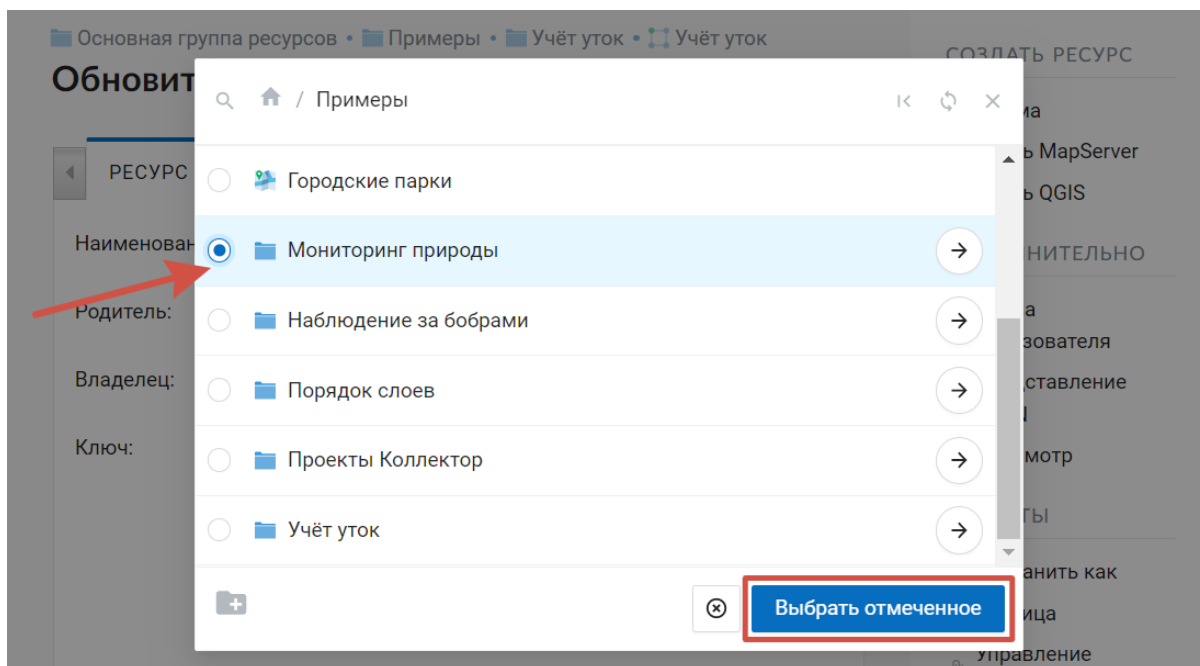 Основная группа ресурсов • Примеры • Учёт уток • Учёт уток
СОЗДАТЬ РЕСУРС
Обновит
/ Примеры
ь MapServer
РЕСУРС
Городские парки
ь QGIS
Наименован
Мониторинг природы
НИТЕЛЬНО
Родитель:
Наблюдение за бобрами
а
зователя
Владелец:
Порядок слоев
ставление
Ключ:
Проекты Коллектор
мотр
Учёт уток
ТЫ
анить как
Выбрать отмеченное
ица
Управление